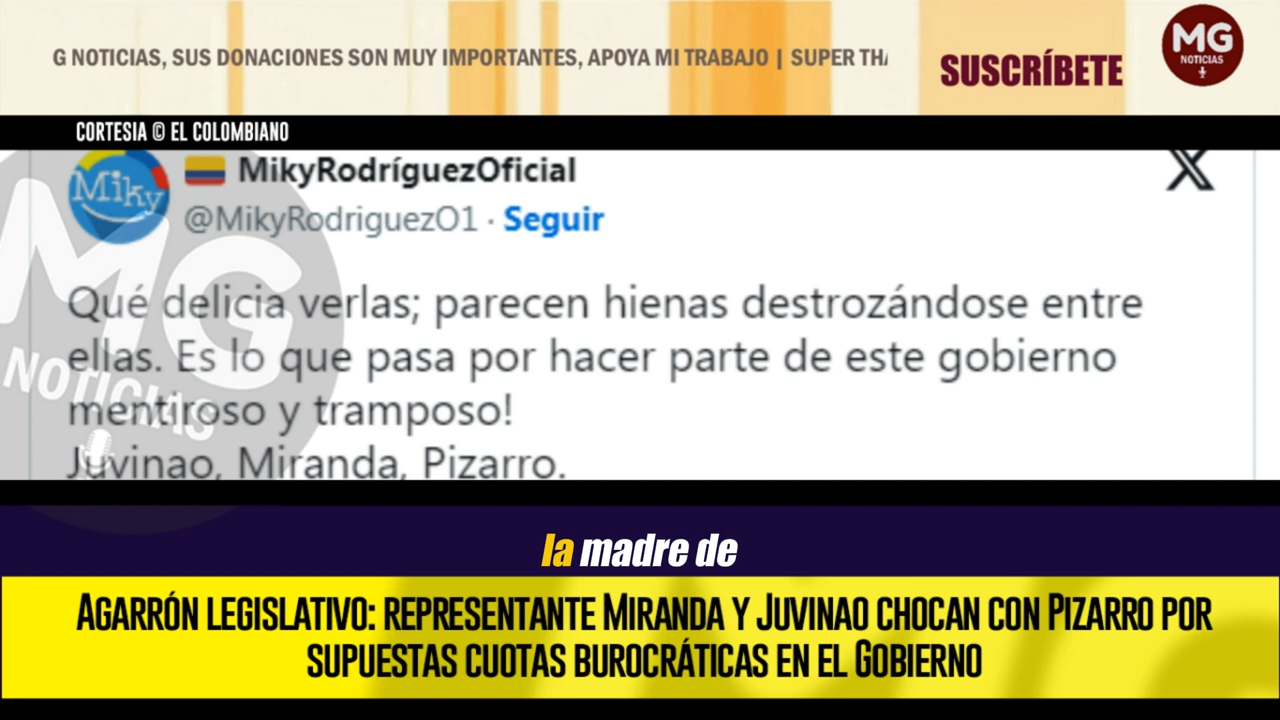 G NOTICIAS, SUS DONACIONES SON MUY IMPORTANTES, APOYA MI TRABAJO | SUPER
SUSCRÍBETE
MG
NOTICIAS
CORTESIA © EL COLOMBIANO
Miky
MikyRodríguezOficial
@MikyRodriguezO1 · Seguir
X
Qué delicia verlas; parecen hienas destrozándose entre
ellas. Es lo que pasa por hacer parte de este gobierno
mentiroso y tramposo!
Juvinao, Miranda, Pizarro.
MG
NOTICIAS
la madre de
AGARRÓN LEGISLATIVO: REPRESENTANTE MIRANDA Y JUVINAO CHOCAN CON PIZARRO POR
SUPUESTAS CUOTAS BUROCRÁTICAS EN EL GOBIERNO